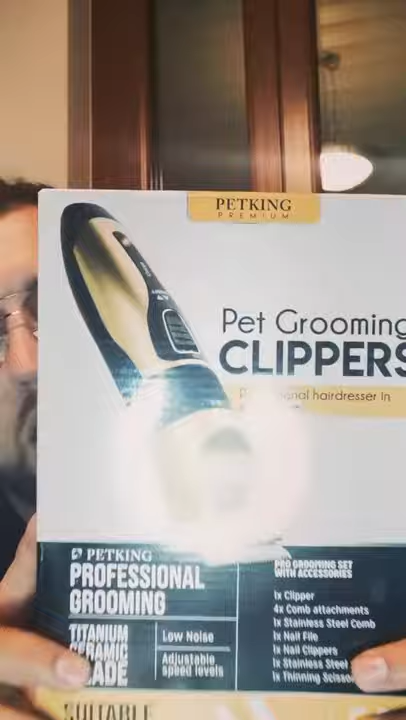 PETKING
PREMIUM
Pet Grooming
CLIPPERS
hairdresser in
PETKING
PROFESSIONAL
GROOMING
TITANIUM
Low Noise
Adjustable
speed levels
PRO GROOMING SET
WITH ACCESSORIES
1x Clipper
4x Comb attachments
1x Stainless Steel Comb
1x Nail File
1x Nail Clippers
1x Stainless Steel
1x Thinning
SUITABLE